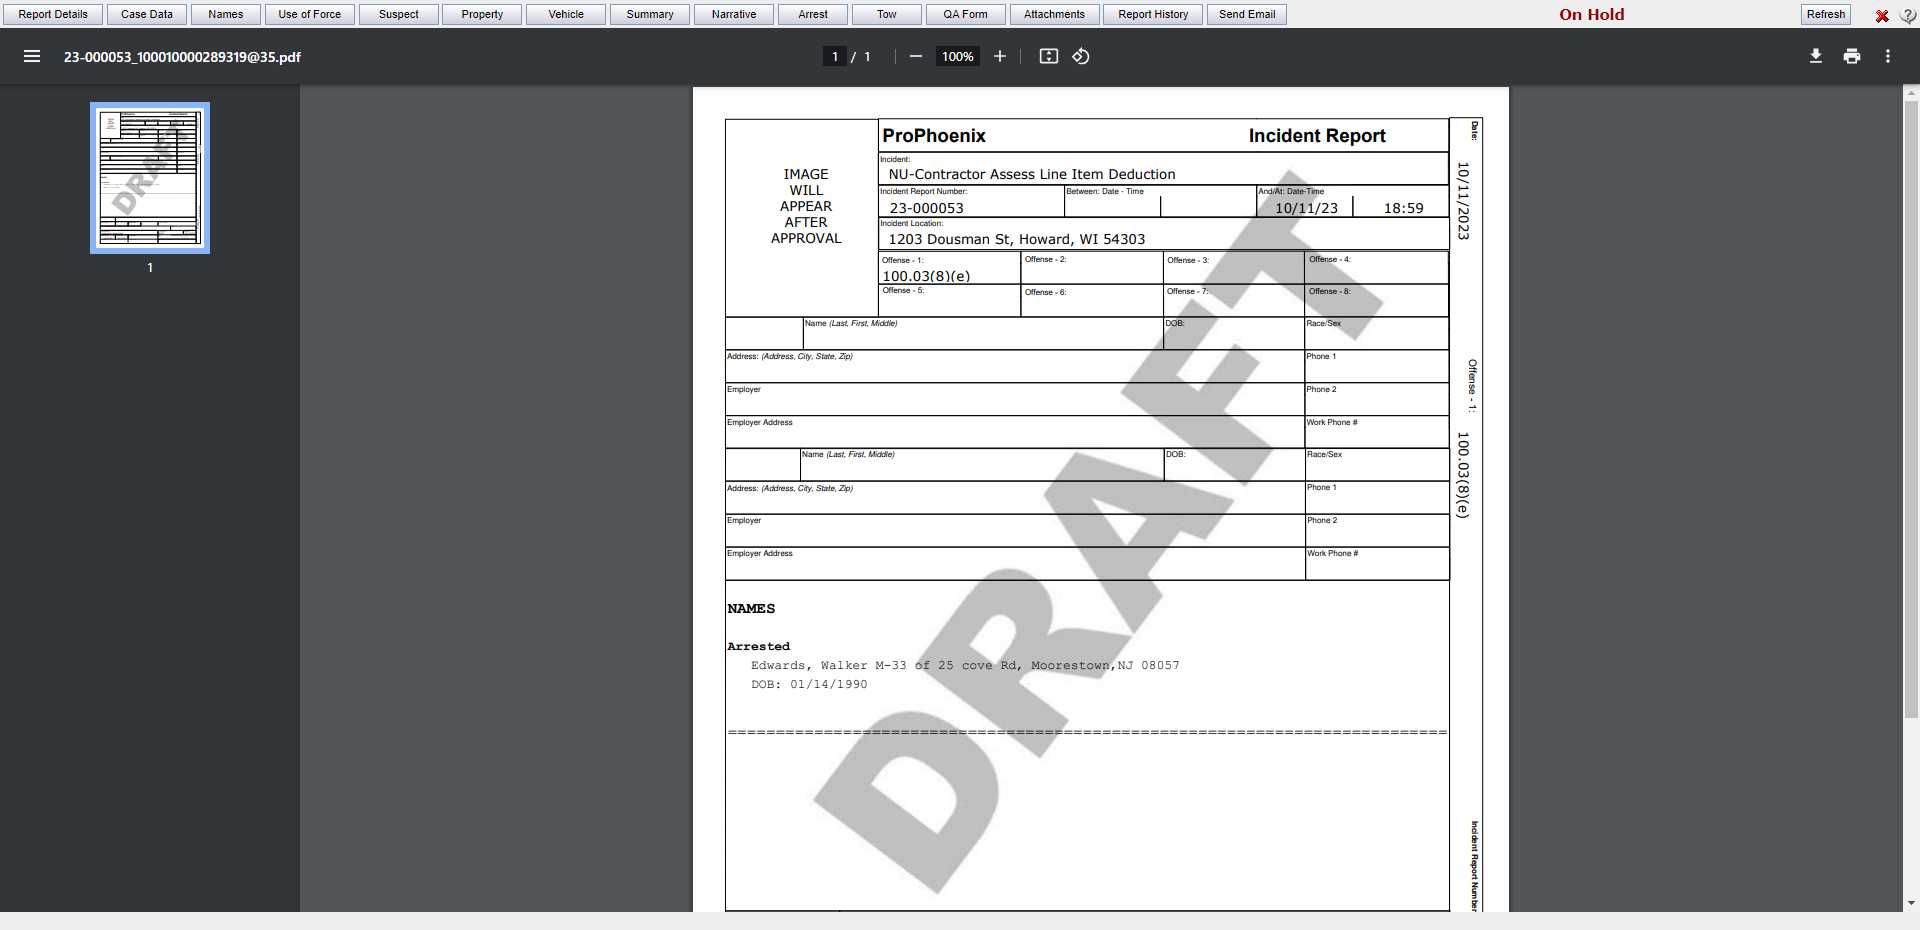 Report Details Case Data Names Use of Force Suspect Property Vehicle Summary Narrative Arrest Tow QA Form Attachments Report History Send Email On Hold Refresh
23-000053_100010000289319@35.pdf 1 / 1 100%
1
ProPhoenix Incident Report
IMAGE
WILL
APPEAR
AFTER
APPROVAL
Incident:
NU-Contractor Assess Line Item Deduction
Incident Report Number: Between: Date - Time And/At: Date-Time
23-000053 10/11/23 18:59
Incident Location:
1203 Dousman St, Howard, WI 54303
Offense - 1: Offense - 2: Offense - 3: Offense - 4:
100.03(8)(e)
Offense - 5: Offense - 6: Offense - 7: Offense - 8:
Name (Last, First, Middle) DOB: Race/Sex
Address: (Address, City, State, Zip) Phone 1
Employer Phone 2
Employer Address Work Phone #
Name (Last, First, Middle) DOB: Race/Sex
Address: (Address, City, State, Zip) Phone 1
Employer Phone 2
Employer Address Work Phone #
NAMES
Arrested
Edwards, Walker M-33 of 25 cove Rd, Moorestown,NJ 08057
DOB: 01/14/1990
DRAFT
Date: 10/11/2023
Offense - 1: 100.03(8)(e)
Incident Report Number